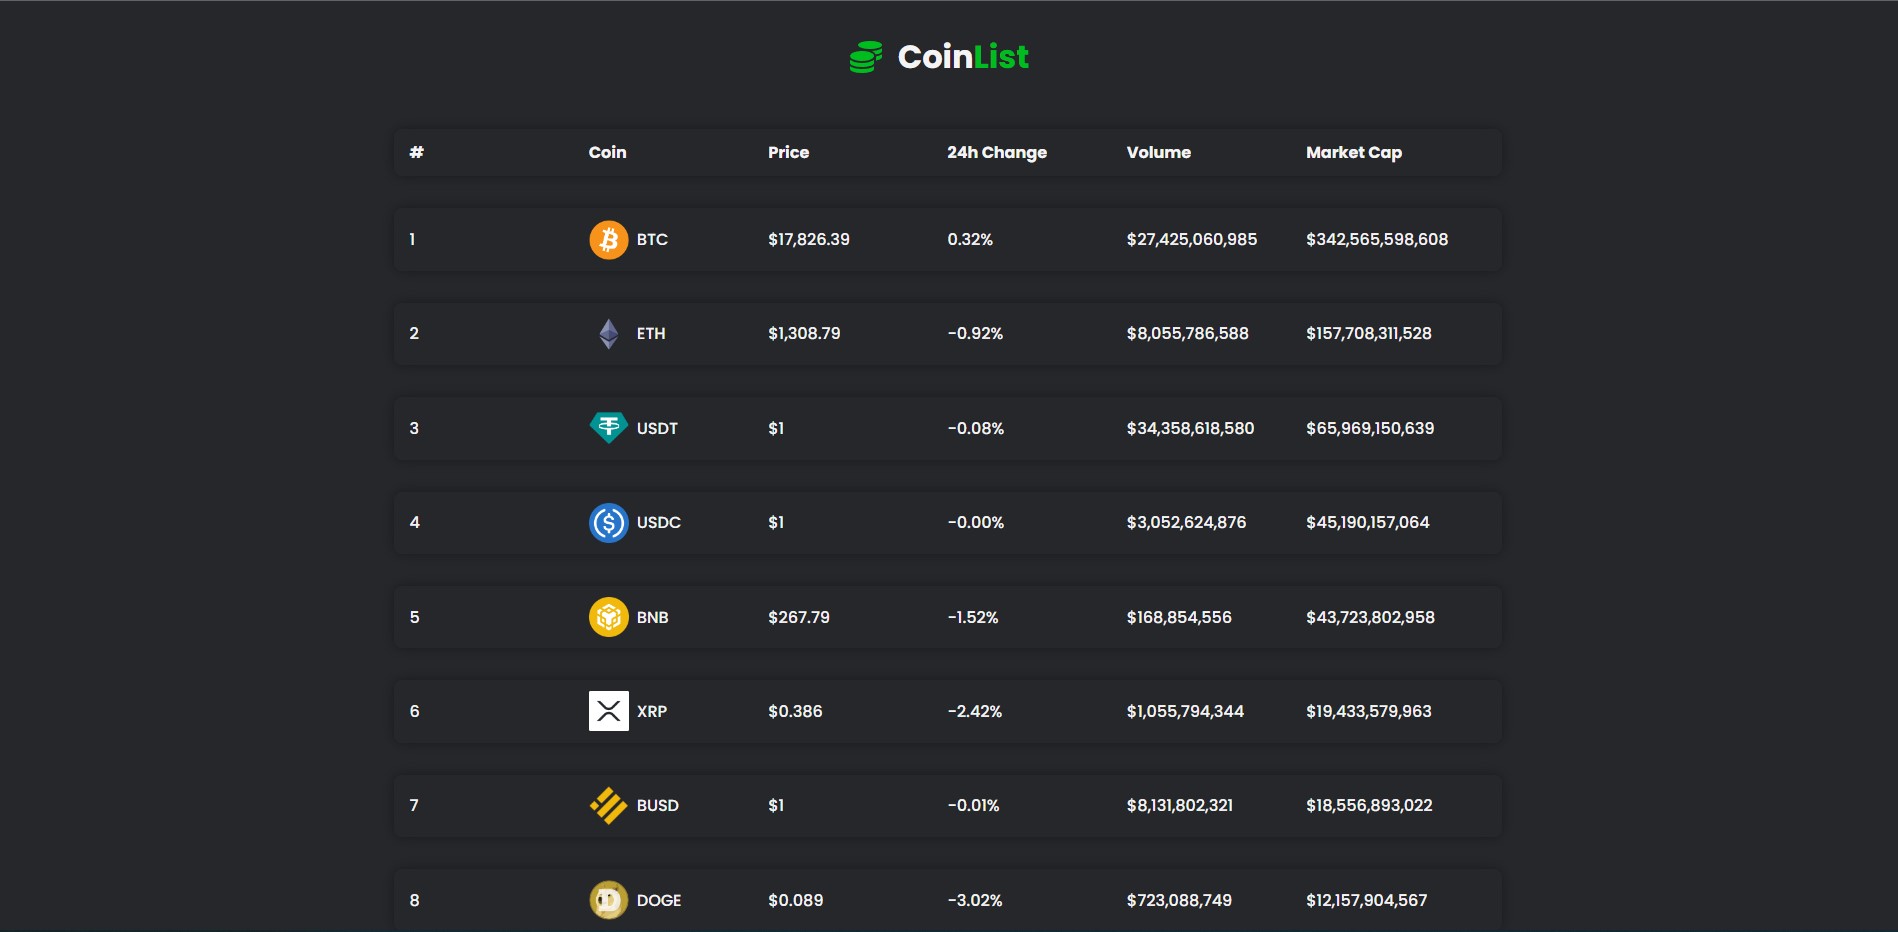 CoinList
# Coin Price 24h Change Volume Market Cap
1 BTC $17,826.39 0.32% $27,425,060,985 $342,565,598,608
2 ETH $1,308.79 -0.92% $8,055,786,588 $157,708,311,528
3 USDT $1 -0.08% $34,358,618,580 $65,969,150,639
4 USDC $1 -0.00% $3,052,624,876 $45,190,157,064
5 BNB $267.79 -1.52% $168,854,556 $43,723,802,958
6 XRP $0.386 -2.42% $1,055,794,344 $19,433,579,963
7 BUSD $1 -0.01% $8,131,802,321 $18,556,893,022
8 DOGE $0.089 -3.02% $723,088,749 $12,157,904,567